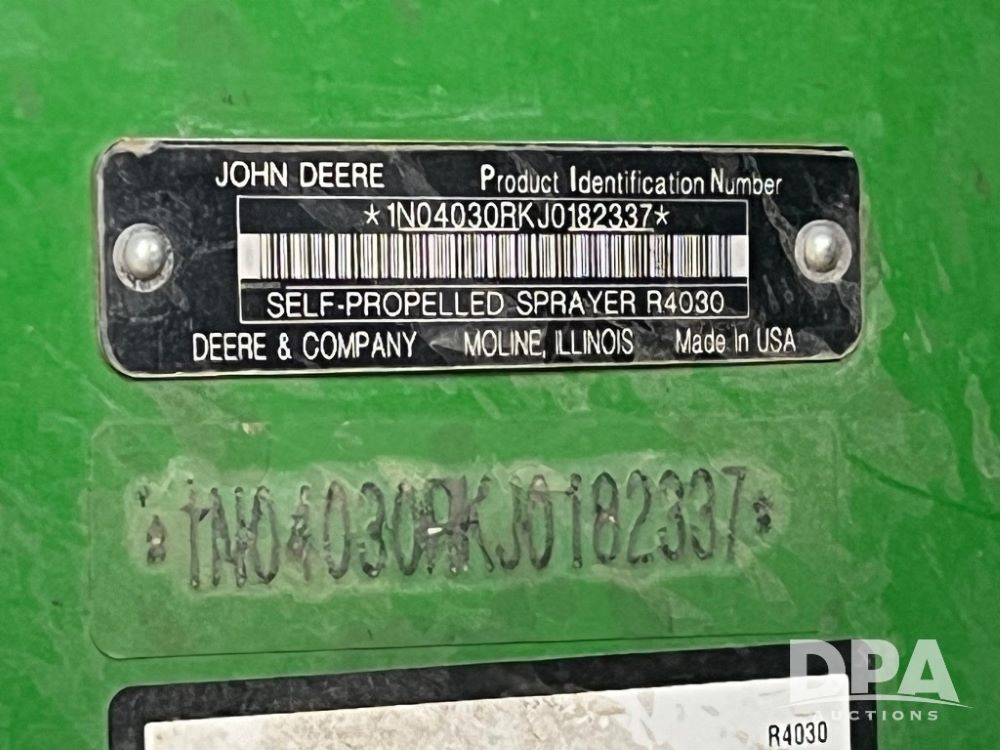 JOHN DEERE Product Identification Number
*1N04030RKJ0182337*
SELF-PROPELLED SPRAYER R4030
DEERE & COMPANY MOLINE, ILLINOIS Made In USA
*1N04030RKJ0182337*
R4030
DPA
AUCTIONS